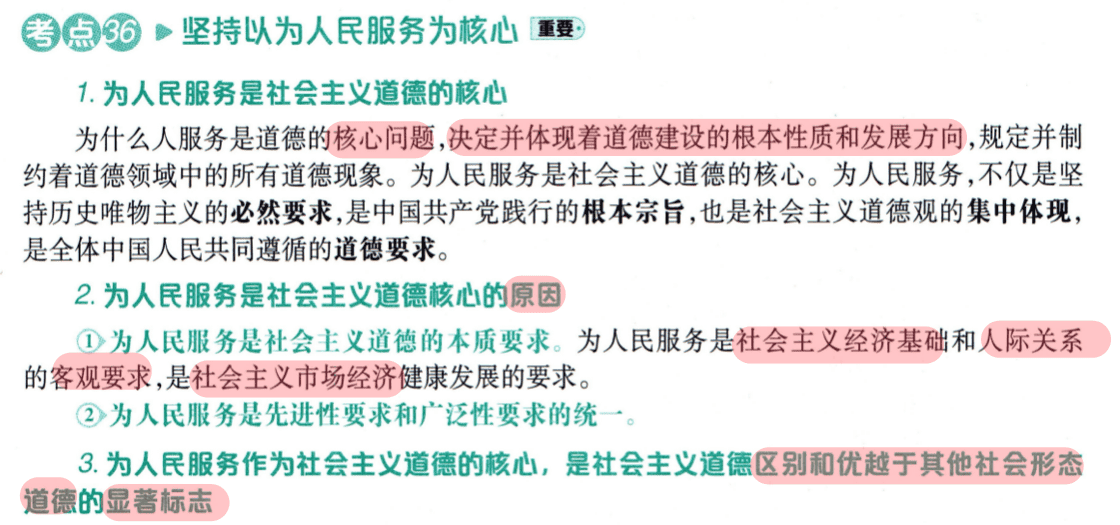 考点36 ▶ 坚持以为人民服务为核心 重要
1. 为人民服务是社会主义道德的核心
为什么人服务是道德的核心问题,决定并体现着道德建设的根本性质和发展方向,规定并制
约着道德领域中的所有道德现象。为人民服务是社会主义道德的核心。为人民服务,不仅是坚
持历史唯物主义的必然要求,是中国共产党践行的根本宗旨,也是社会主义道德观的集中体现,
是全体中国人民共同遵循的道德要求。
2. 为人民服务是社会主义道德核心的原因
①为人民服务是社会主义道德的本质要求。为人民服务是社会主义经济基础和人际关系
的客观要求,是社会主义市场经济健康发展的要求。
②为人民服务是先进性要求和广泛性要求的统一。
3. 为人民服务作为社会主义道德的核心，是社会主义道德区别和优越于其他社会形态
道德的显著标志